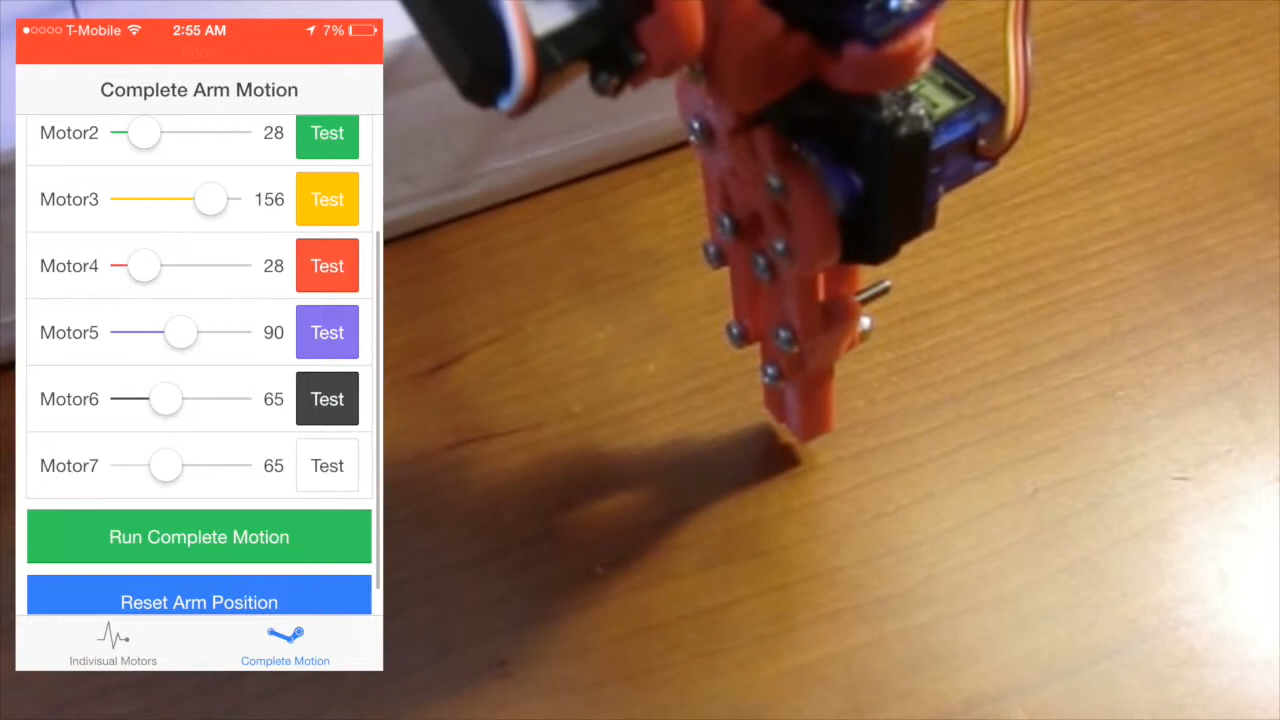 T-Mobile 2:55 AM 7%
Complete Arm Motion
Motor2 28 Test
Motor3 156 Test
Motor4 28 Test
Motor5 90 Test
Motor6 65 Test
Motor7 65 Test
Run Complete Motion
Reset Arm Position
Indivisual Motors Complete Motion